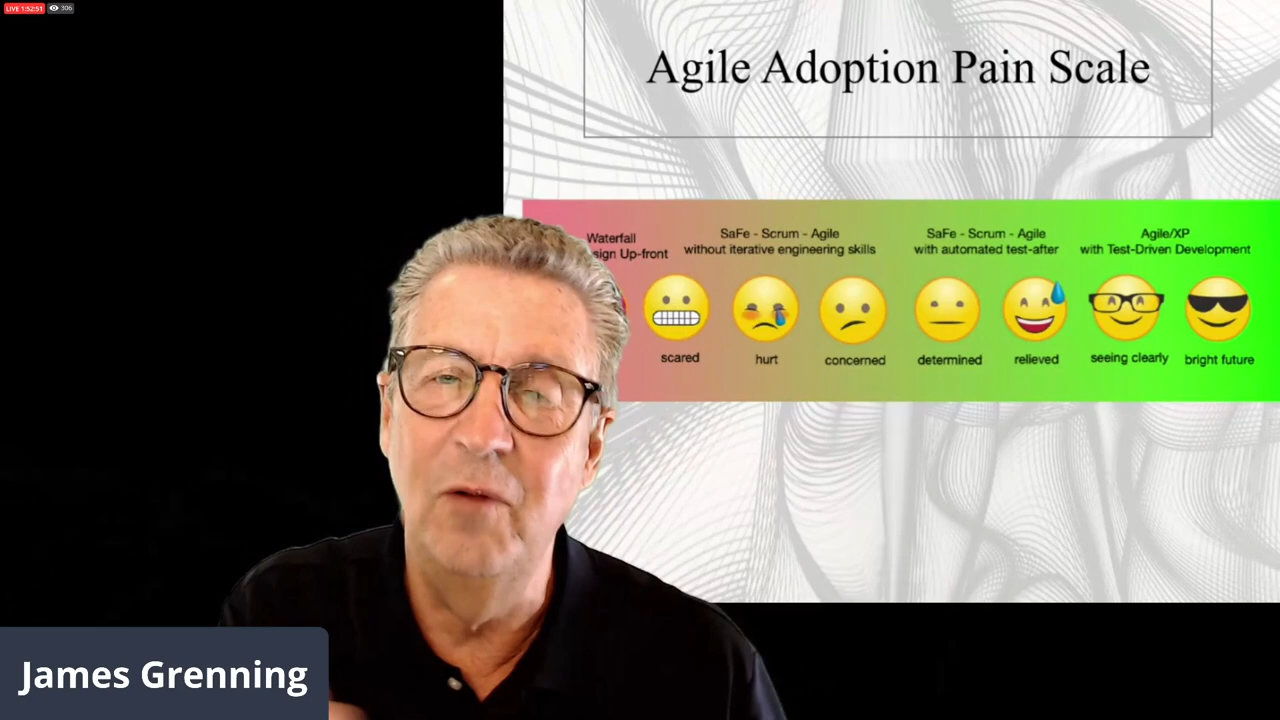 LIVE 1:52:51 306
Agile Adoption Pain Scale
Waterfall
sign Up-front
SaFe - Scrum - Agile
without iterative engineering skills
SaFe - Scrum - Agile
with automated test-after
Agile/XP
with Test-Driven Development
scared
hurt
concerned
determined
relieved
seeing clearly
bright future
James Grenning